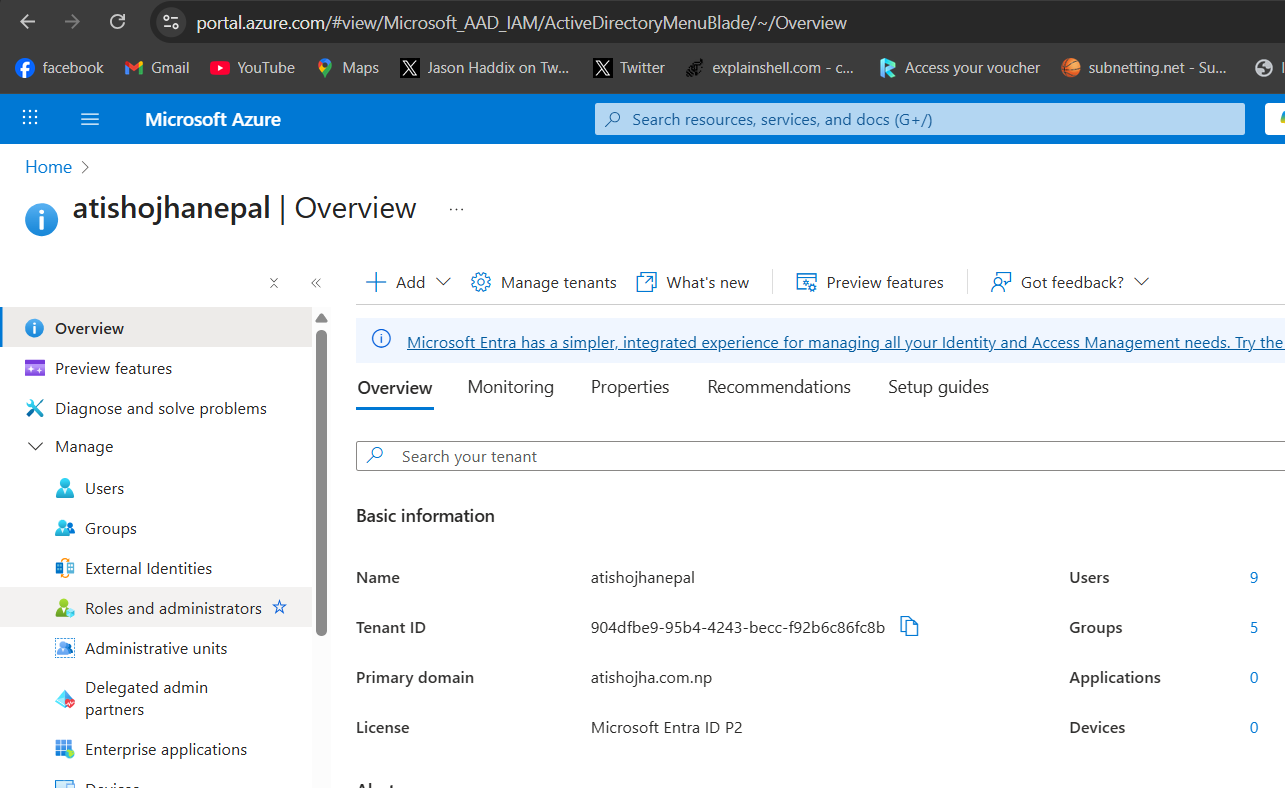 portal.azure.com/#view/Microsoft_AAD_IAM/ActiveDirectoryMenuBlade/~/Overview
facebook Gmail YouTube Maps Jason Haddix on Tw... Twitter explainshell.com - c... Access your voucher subnetting.net - Su...
Microsoft Azure Search resources, services, and docs (G+/)
Home
atishojhanepal | Overview ...
Add Manage tenants What's new Preview features Got feedback?
Overview
Preview features
Diagnose and solve problems
Manage
Users
Groups
External Identities
Roles and administrators
Administrative units
Delegated admin
partners
Enterprise applications
Devices
Microsoft Entra has a simpler, integrated experience for managing all your Identity and Access Management needs. Try the
Overview Monitoring Properties Recommendations Setup guides
Search your tenant
Basic information
Name atishojhanepal Users 9
Tenant ID 904dfbe9-95b4-4243-becc-f92b6c86fc8b Groups 5
Primary domain atishojha.com.np Applications 0
License Microsoft Entra ID P2 Devices 0